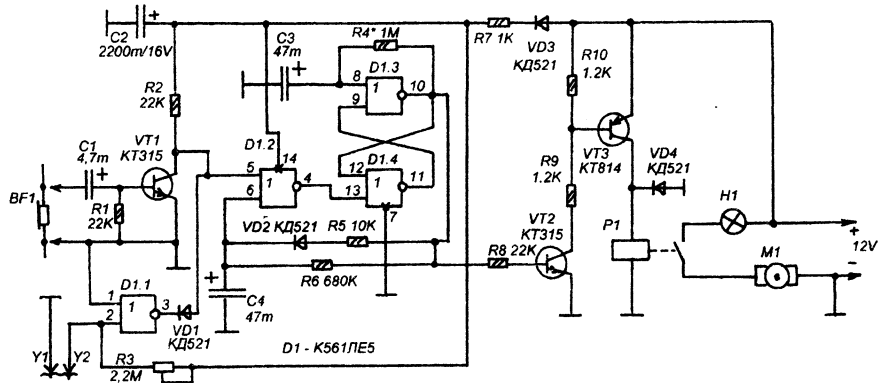 C2
2200m/16V
C3
47m
R4* 1M
R7 1K
VD3
КД521
R10
1.2K
D1.3
8
1
10
9
R2
22K
VT1
КТ315
D1.2
14
D1.4
C1
4,7m
5
1
4
12
1
11
13
7
VT3
КТ814
VD4
КД521
R9
1.2K
BF1
R1
22K
6
VD2 КД521
R5 10K
VT2
КТ315
P1
H1
+
12V
-
M1
R8 22K
R6 680K
C4
47m
D1.1
1
1
3
2
VD1
КД521
Y1
Y2
R3
2,2M
D1 - К561ЛЕ5